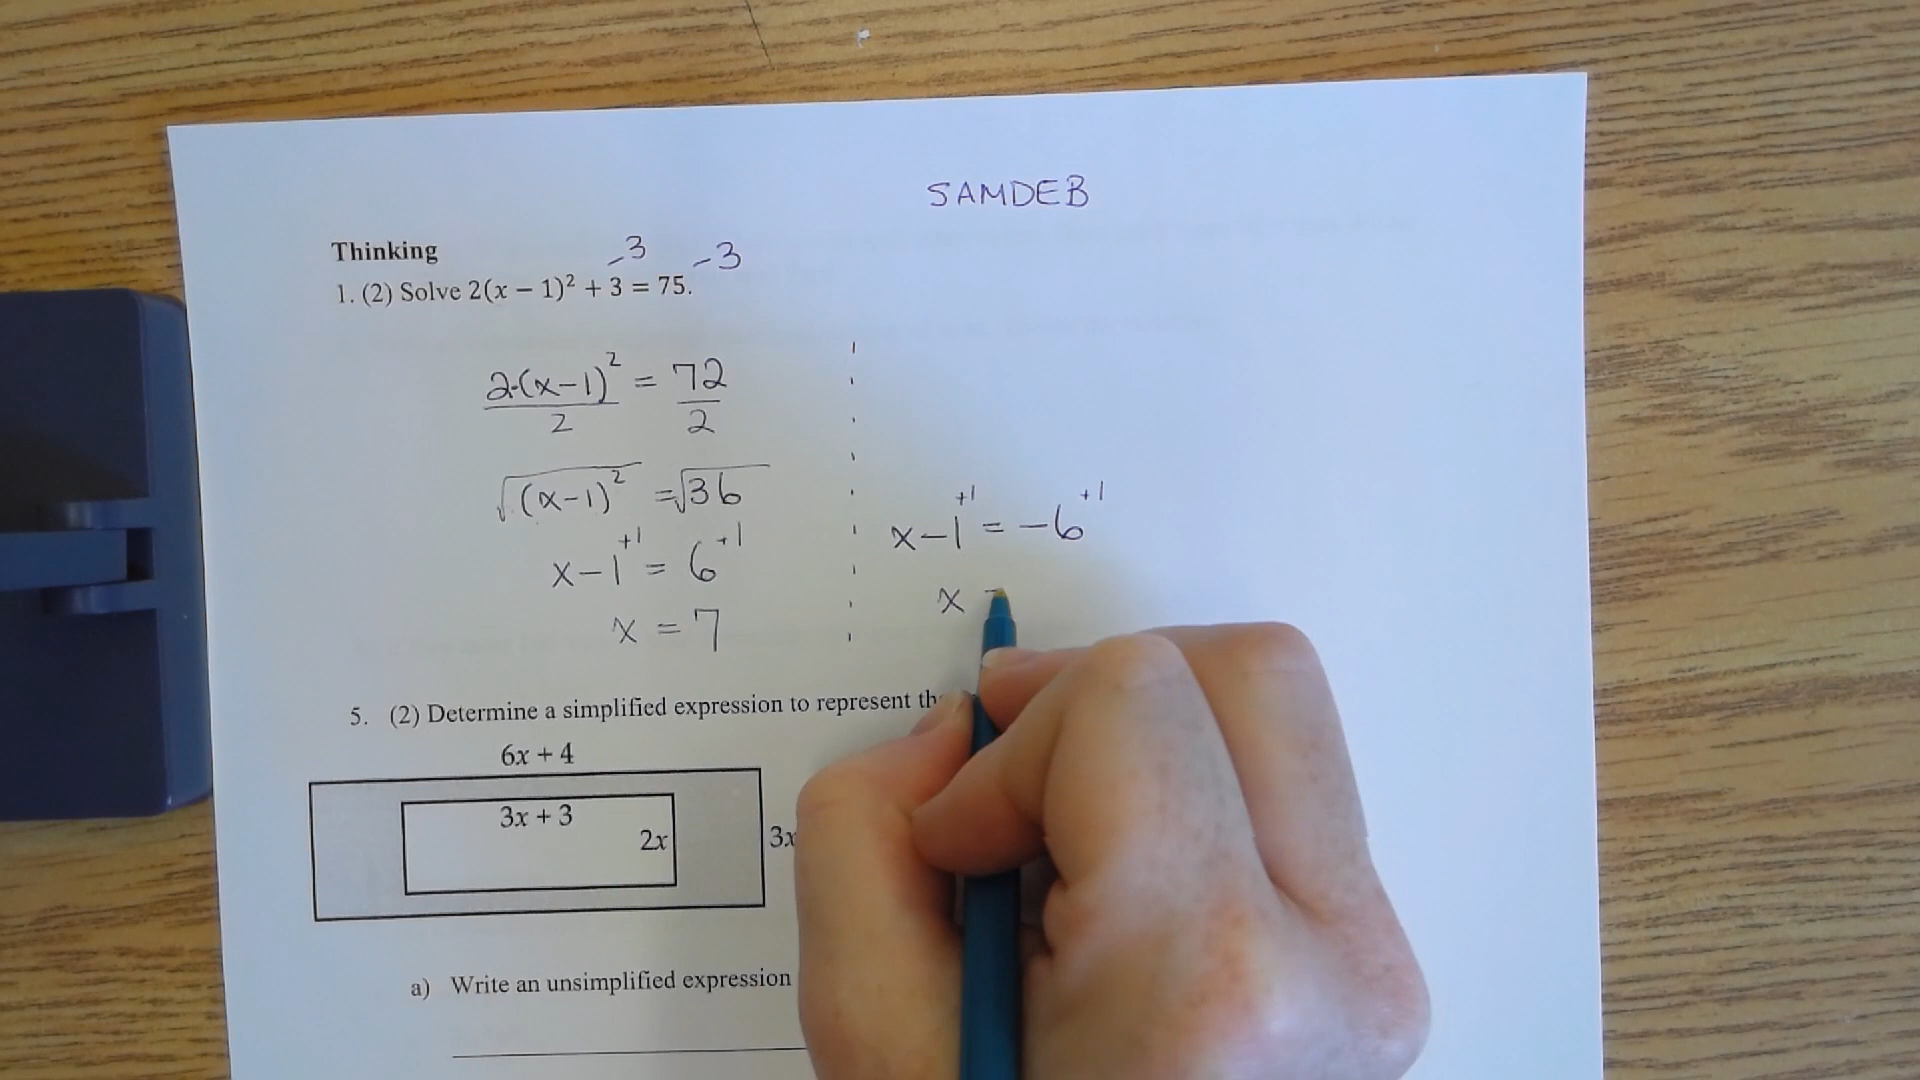 SAMDEB
Thinking
-3 -3
1. (2) Solve 2(x − 1)² + 3 = 75.
2·(x-1)² = 72
2 2
√(x-1)² = √36
x-1 +1 = 6 +1
x = 7
x-1 +1 = -6 +1
x
5. (2) Determine a simplified expression to represent
6x + 4
3x + 3
2x
3x
a) Write an unsimplified expression